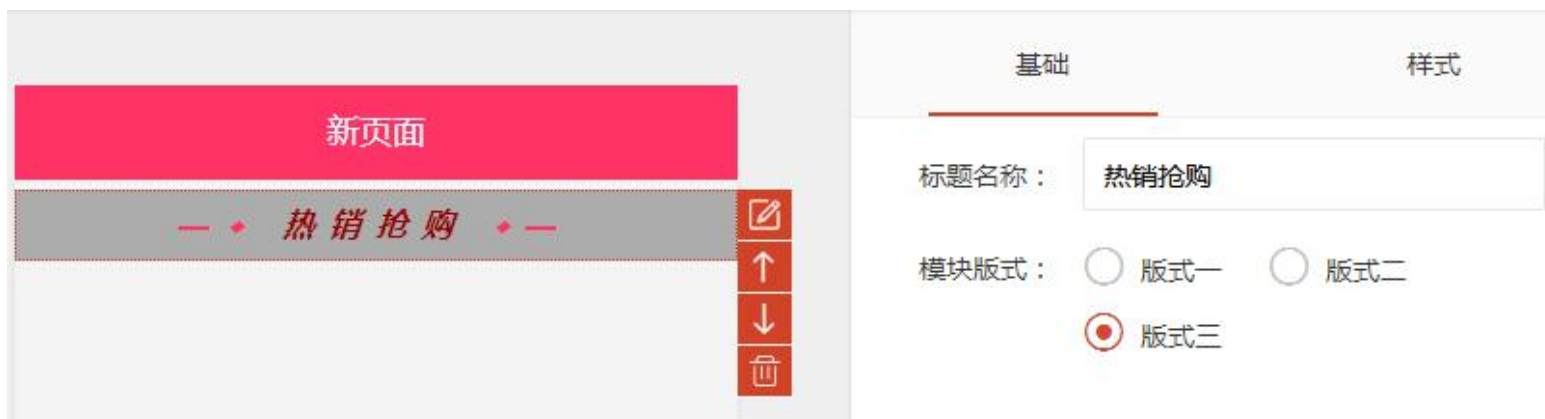 新页面
热销抢购
基础 样式
标题名称： 热销抢购
模块版式： 版式一 版式二
版式三